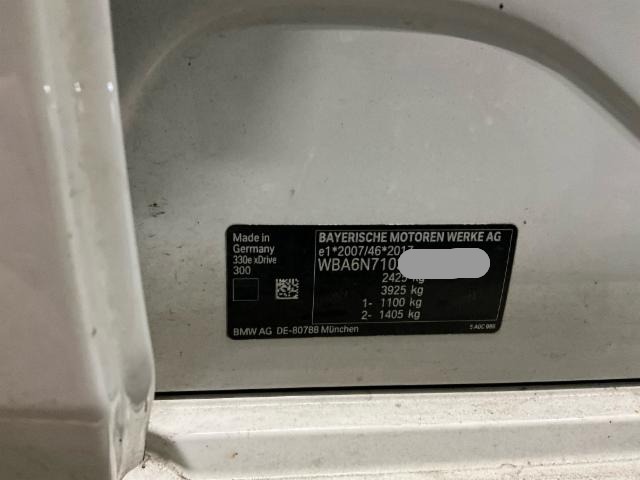 Made in
Germany
330e xDrive
300
BMW AG DE-80788 München
BAYERISCHE MOTOREN WERKE AG
e1*2007/46*2017
WBA6N710
2425 kg
3925 kg
1- 1100 kg
2- 1405 kg